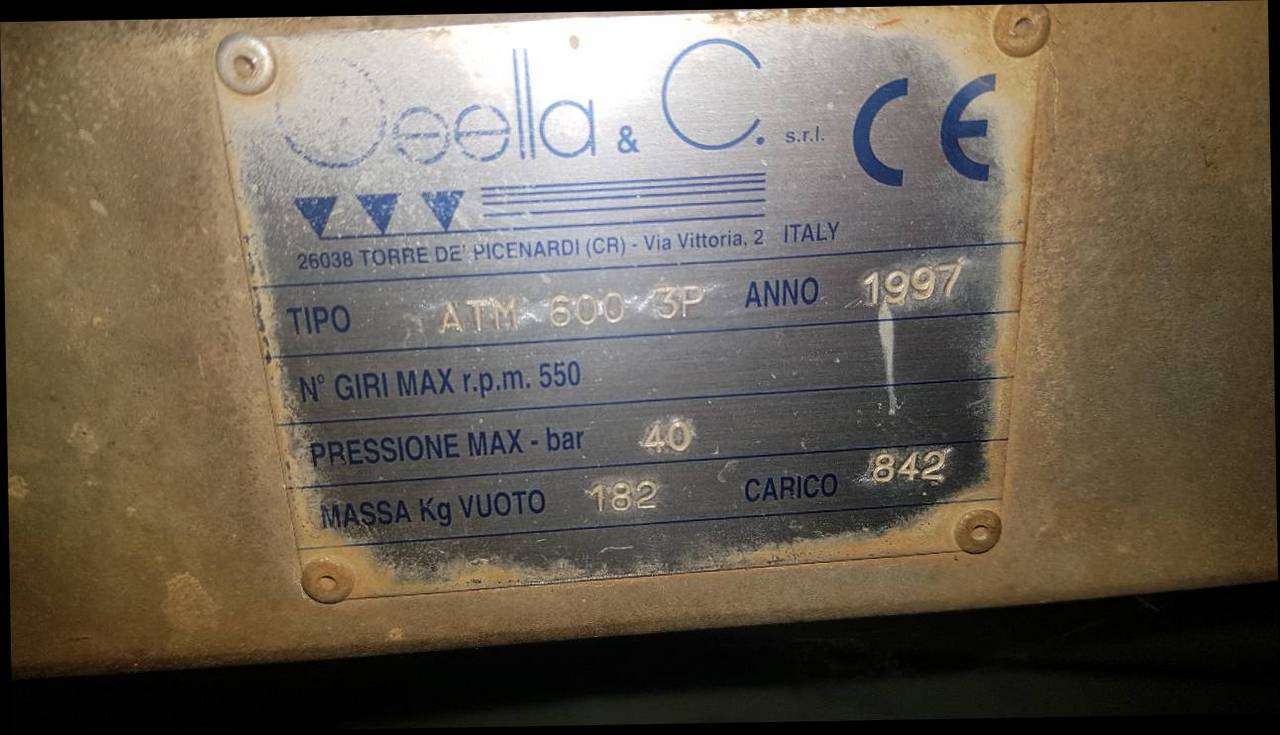 Osella & C. s.r.l. CE
26038 TORRE DE' PICENARDI (CR) - Via Vittoria, 2 ITALY
TIPO ATM 600 3P ANNO 1997
N° GIRI MAX r.p.m. 550
PRESSIONE MAX - bar 40
MASSA Kg VUOTO 182 CARICO 842